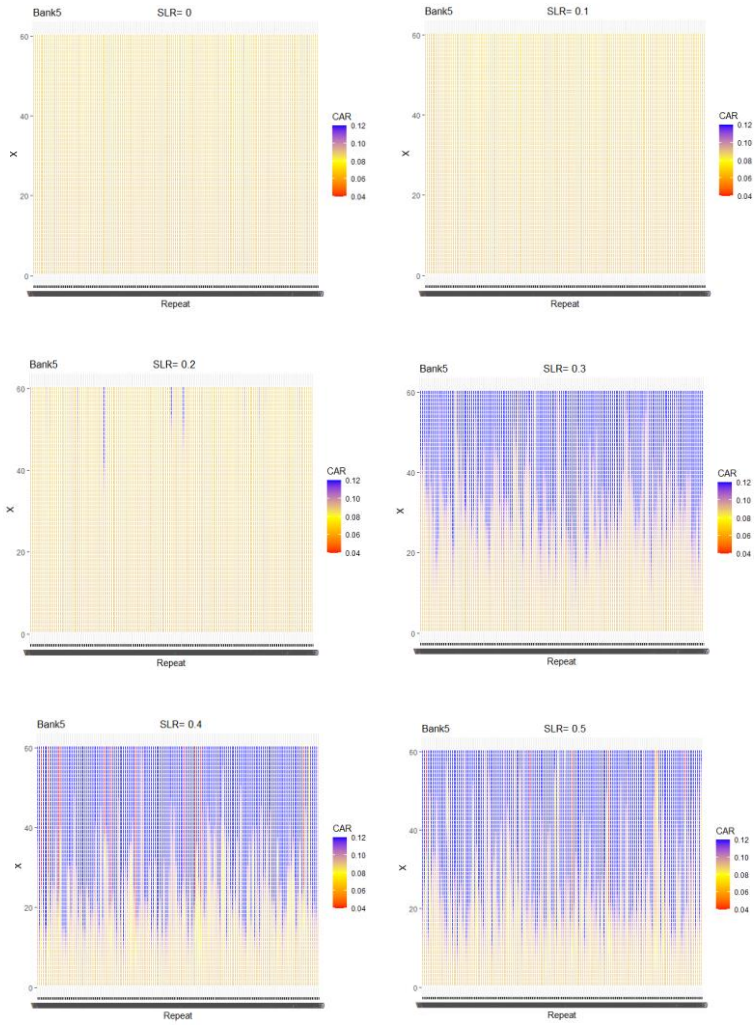 Bank5 SLR= 0
60
40
20
0
X
Repeat
CAR
0.12
0.10
0.08
0.06
0.04
Bank5 SLR= 0.1
60
40
20
0
X
Repeat
CAR
0.12
0.10
0.08
0.06
0.04
Bank5 SLR= 0.2
60
40
20
0
X
Repeat
CAR
0.12
0.10
0.08
0.06
0.04
Bank5 SLR= 0.3
60
40
20
0
X
Repeat
CAR
0.12
0.10
0.08
0.06
0.04
Bank5 SLR= 0.4
60
40
20
0
X
Repeat
CAR
0.12
0.10
0.08
0.06
0.04
Bank5 SLR= 0.5
60
40
20
0
X
Repeat
CAR
0.12
0.10
0.08
0.06
0.04